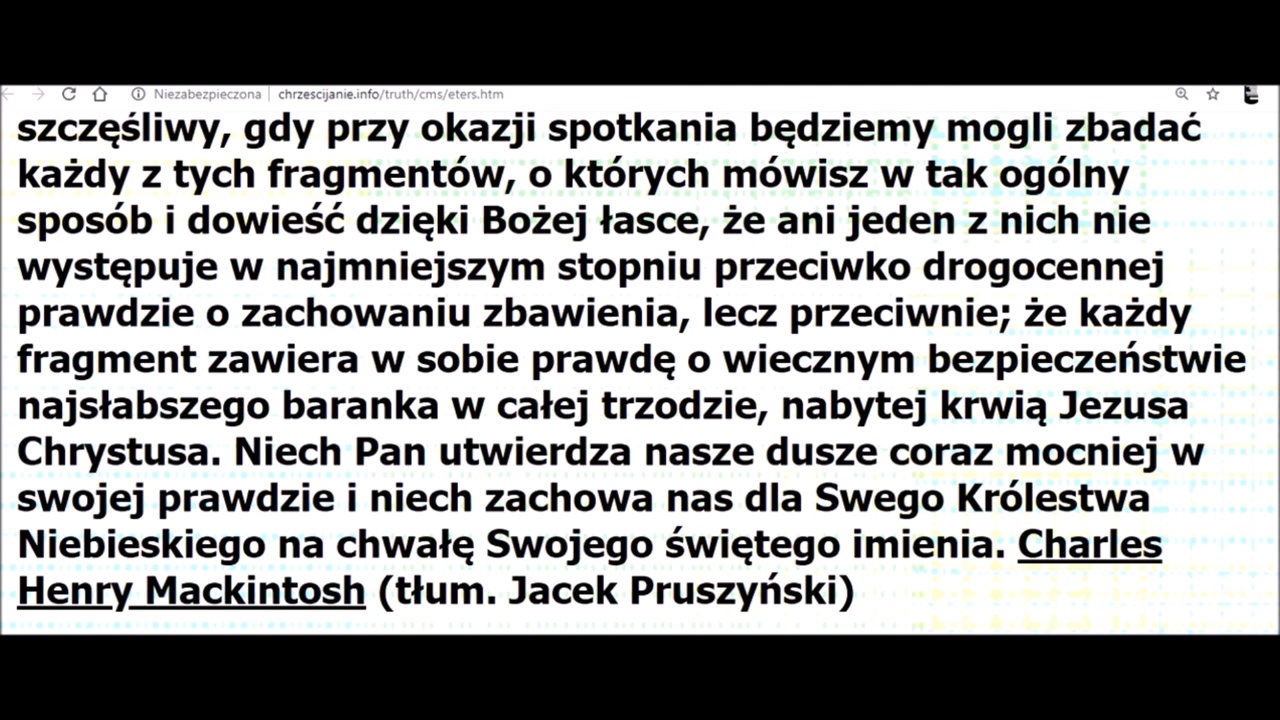 Niezabezpieczona chrzescijanie.info/truth/cms/eters.htm
szczęśliwy, gdy przy okazji spotkania będziemy mogli zbadać
każdy z tych fragmentów, o których mówisz w tak ogólny
sposób i dowieść dzięki Bożej łasce, że ani jeden z nich nie
występuje w najmniejszym stopniu przeciwko drogocennej
prawdzie o zachowaniu zbawienia, lecz przeciwnie; że każdy
fragment zawiera w sobie prawdę o wiecznym bezpieczeństwie
najsłabszego baranka w całej trzodzie, nabytej krwią Jezusa
Chrystusa. Niech Pan utwierdza nasze dusze coraz mocniej w
swojej prawdzie i niech zachowa nas dla Swego Królestwa
Niebieskiego na chwałę Swojego świętego imienia. Charles
Henry Mackintosh (tłum. Jacek Pruszyński)